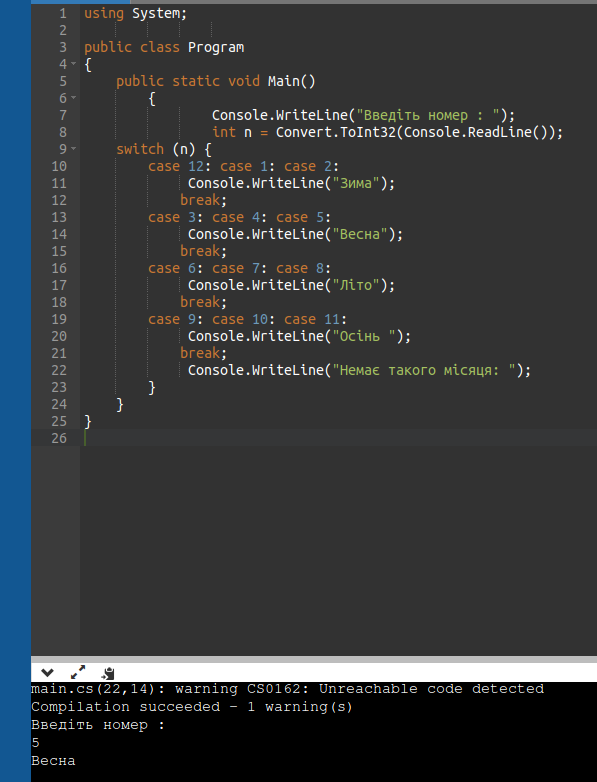 1 using System;
2
3 public class Program
4 {
5     public static void Main()
6         {
7                 Console.WriteLine("Введіть номер : ");
8                 int n = Convert.ToInt32(Console.ReadLine());
9     switch (n) {
10         case 12: case 1: case 2:
11              Console.WriteLine("Зима");
12             break;
13         case 3: case 4: case 5:
14              Console.WriteLine("Весна");
15             break;
16         case 6: case 7: case 8:
17              Console.WriteLine("Літо");
18             break;
19         case 9: case 10: case 11:
20              Console.WriteLine("Осінь ");
21             break;
22              Console.WriteLine("Немає такого місяця: ");
23         }
24     }
25 }
26
main.cs(22,14): warning CS0162: Unreachable code detected
Compilation succeeded - 1 warning(s)
Введіть номер :
5
Весна